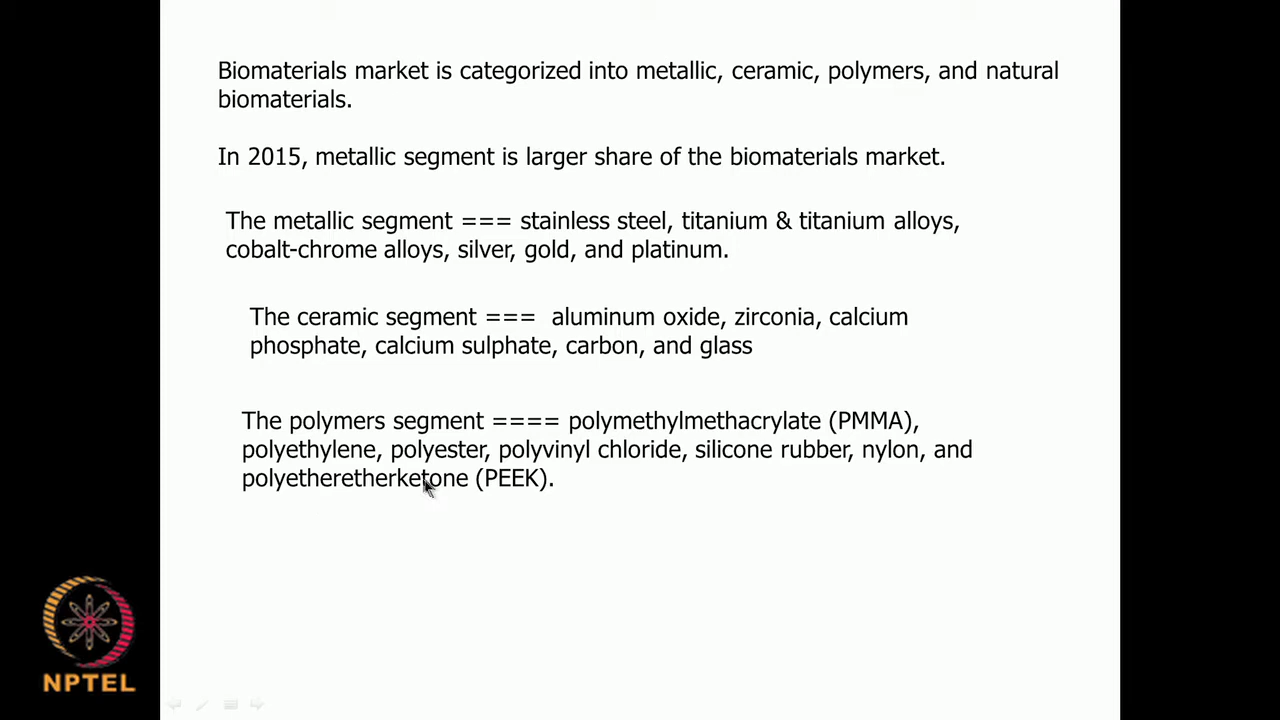 Biomaterials market is categorized into metallic, ceramic, polymers, and natural
biomaterials.
In 2015, metallic segment is larger share of the biomaterials market.
The metallic segment === stainless steel, titanium & titanium alloys,
cobalt-chrome alloys, silver, gold, and platinum.
The ceramic segment === aluminum oxide, zirconia, calcium
phosphate, calcium sulphate, carbon, and glass
The polymers segment ==== polymethylmethacrylate (PMMA),
polyethylene, polyester, polyvinyl chloride, silicone rubber, nylon, and
polyetheretherketone (PEEK).
NPTEL